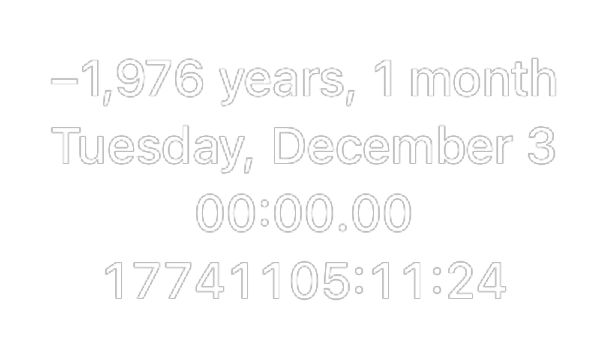 –1,976 years, 1 month
Tuesday, December 3
00:00.00
17741105:11:24